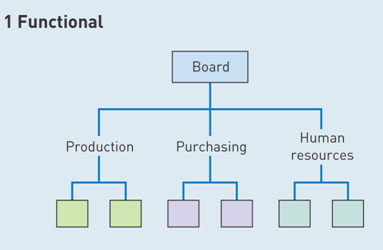 1 Functional
Board
Production
Purchasing
Human
resources